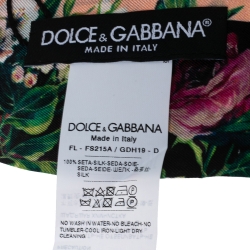 DOLCE & GABBANA
MADE IN ITALY
DOLCE & GABBANA
Made in Italy
FL - FS215A / GDH19 - D
100% SETA-SILK-SEDA-SOIE-
SEDA-SEIDE-ШЕЛК-
SILK
NO WASH IN WATER-NO BLEACH-NO
TUMBLER-COOL IRON-LIGHT DRY
CLEANING